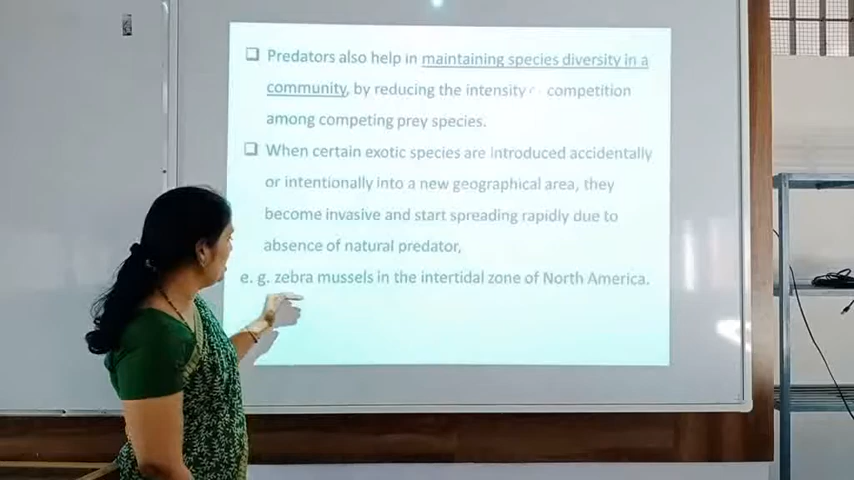 Predators also help in maintaining species diversity in a
community, by reducing the intensity competition
among competing prey species.
When certain exotic species are introduced accidentally
or intentionally into a new geographical area, they
become invasive and start spreading rapidly due to
absence of natural predator,
e. g. zebra mussels in the intertidal zone of North America.